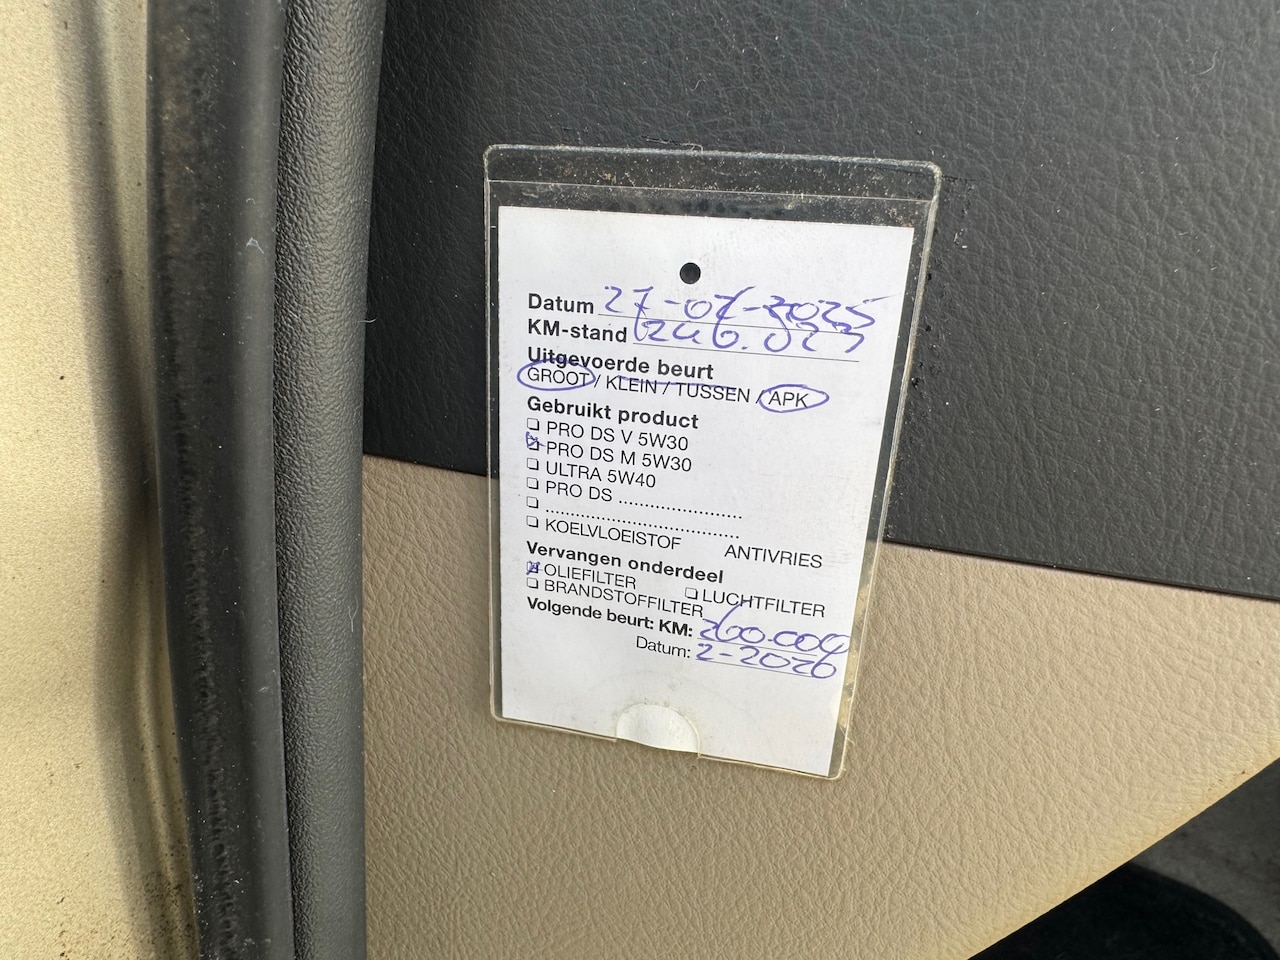 Datum 27-07-2025
KM-stand 246.025
Uitgevoerde beurt
GROOT / KLEIN / TUSSEN / APK
Gebruikt product
PRO DS V 5W30
PRO DS M 5W30
ULTRA 5W40
PRO DS ......................
...................................
KOELVLOEISTOF ANTIVRIES
Vervangen onderdeel
OLIEFILTER LUCHTFILTER
BRANDSTOFFILTER
Volgende beurt: KM: 260.000
Datum: 2-2026